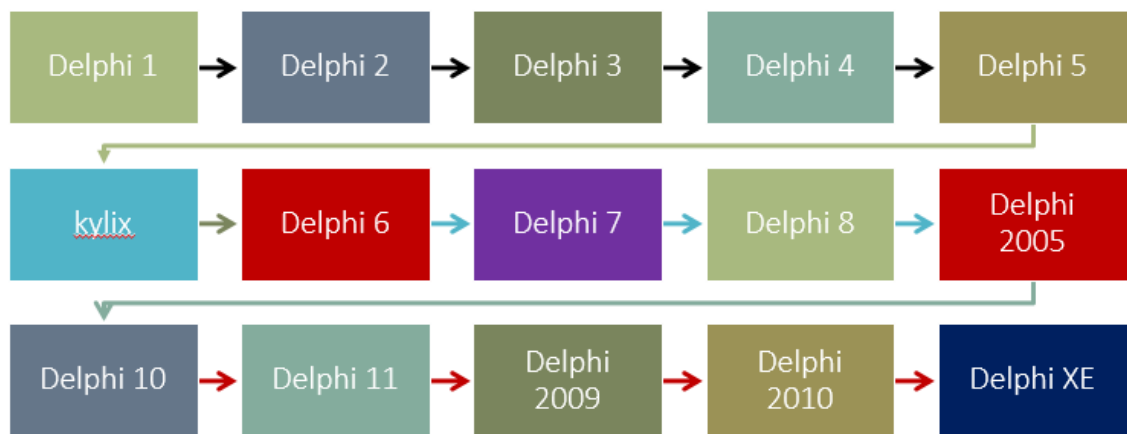 Delphi 1
Delphi 2
Delphi 3
Delphi 4
Delphi 5
kylix
Delphi 6
Delphi 7
Delphi 8
Delphi
2005
Delphi 10
Delphi 11
Delphi
2009
Delphi
2010
Delphi XE